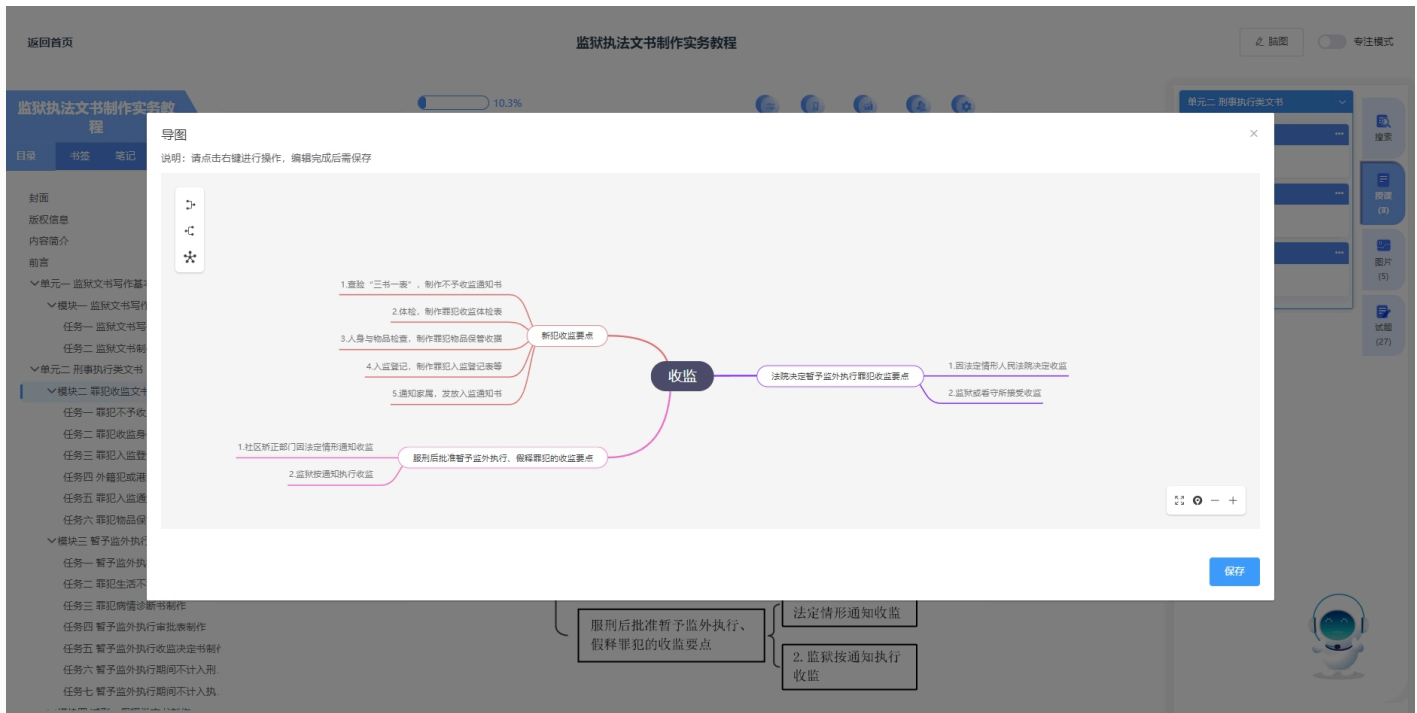 返回首页
监狱执法文书制作实务教程
脑图
专注模式
监狱执法文书制作实务教
程
10.3%
目录
书签
笔记
封面
版权信息
内容简介
前言
单元一 监狱文书写作基
模块一 监狱文书写作
任务一 监狱文书写
任务二 监狱文书制
单元二 刑事执行类文书
模块二 罪犯收监文书
任务一 罪犯不予收
任务二 罪犯收监身
任务三 罪犯入监登
任务四 外籍犯或港
任务五 罪犯入监通
任务六 罪犯物品保
模块三 暂予监外执行
任务一 暂予监外执
任务二 罪犯生活不
任务三 罪犯病情诊断书制作
任务四 暂予监外执行审批表制作
任务五 暂予监外执行收监决定书制作
任务六 暂予监外执行期间不计入刑..
任务七 暂予监外执行期间不计入执..
导图
×
说明：请点击右键进行操作，编辑完成后需保存
1.查验“三书一表”，制作不予收监通知书
2.体检，制作罪犯收监体检表
3.人身与物品检查，制作罪犯物品保管收据
4.入监登记，制作罪犯入监登记表等
5.通知家属，发放入监通知书
新犯收监要点
1.社区矫正部门因法定情形通知收监
2.监狱按通知执行收监
服刑后批准暂予监外执行、假释罪犯的收监要点
收监
法院决定暂予监外执行罪犯收监要点
1.因法定情形人民法院决定收监
2.监狱或看守所接受收监
保存
服刑后批准暂予监外执行、
假释罪犯的收监要点
法定情形通知收监
2.监狱按通知执行
收监
单元二 刑事执行类文书
搜索
授课
(8)
图片
(5)
试题
(27)